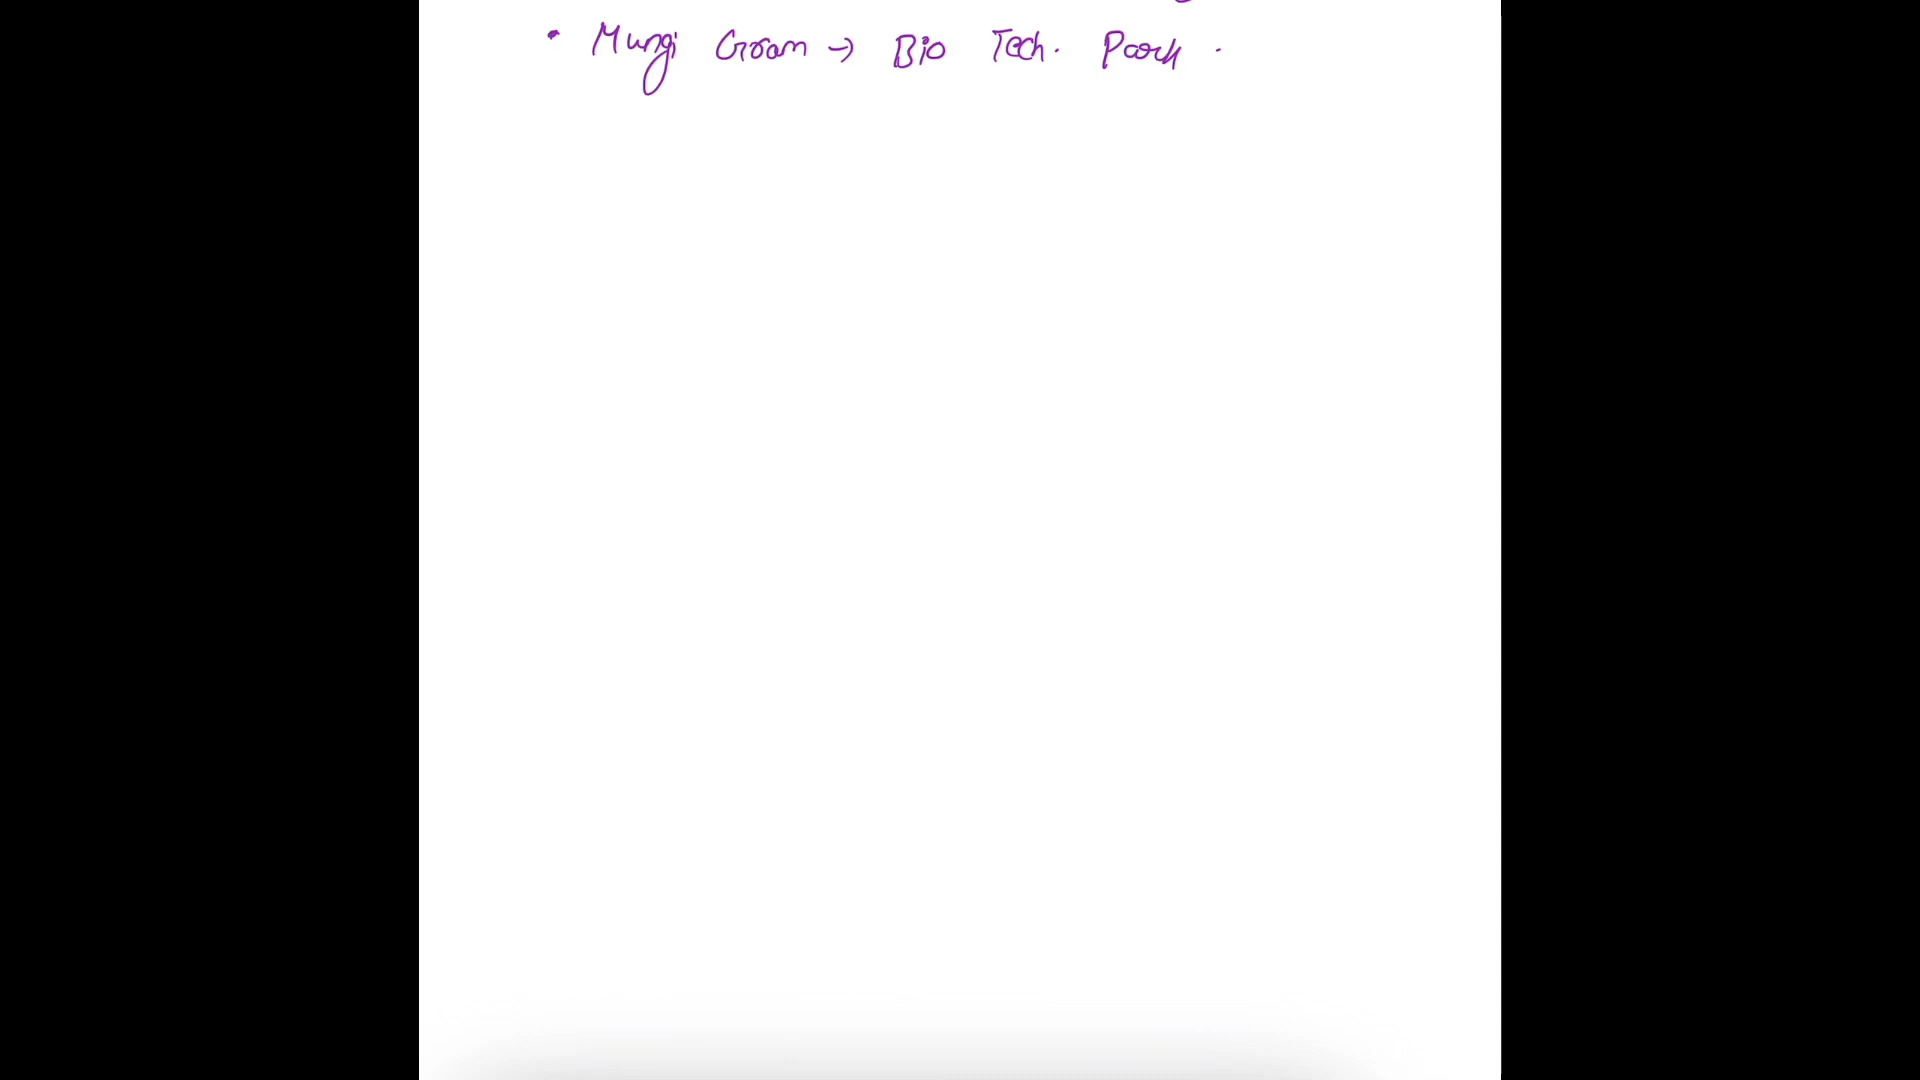 • Mungi Gram → Bio Tech. Park .